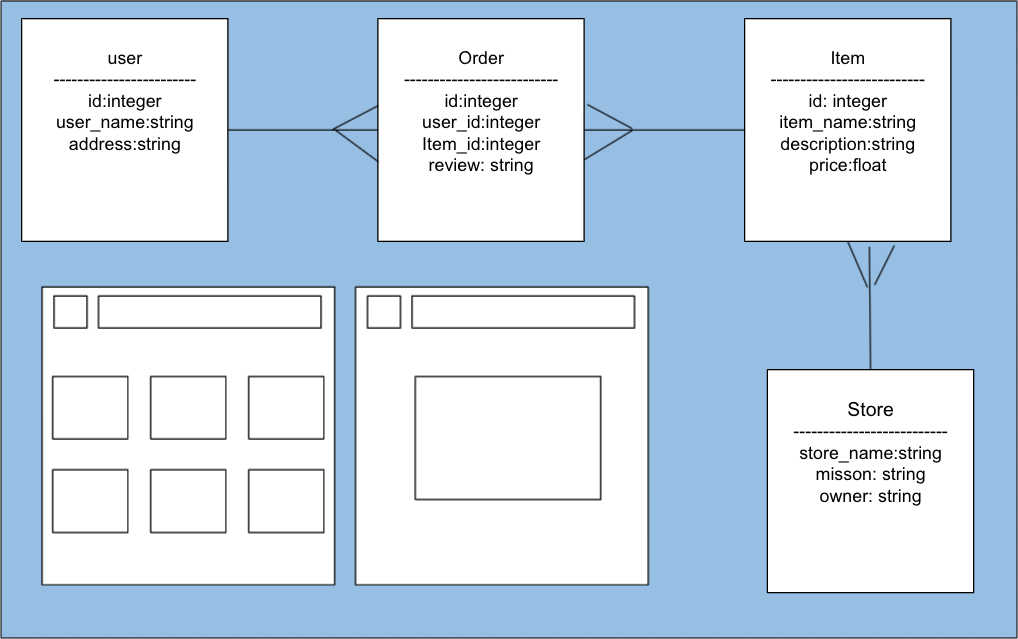 user
------------------------
id:integer
user_name:string
address:string
Order
--------------------------
id:integer
user_id:integer
Item_id:integer
review: string
Item
--------------------------
id: integer
item_name:string
description:string
price:float
Store
--------------------------
store_name:string
misson: string
owner: string